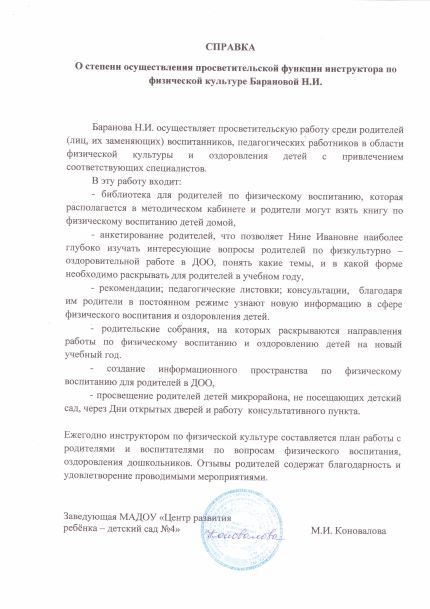 СПРАВКА
О степени осуществления просветительской функции инструктора по
физической культуре Барановой Н.И.
Баранова Н.И. осуществляет просветительскую работу среди родителей
(лиц, их заменяющих) воспитанников, педагогических работников в области
физической культуры и оздоровления детей с привлечением
соответствующих специалистов.
В эту работу входит:
- библиотека для родителей по физическому воспитанию, которая
располагается в методическом кабинете и родители могут взять книгу по
физическому воспитанию детей домой,
- анкетирование родителей, что позволяет Нине Ивановне наиболее
глубоко изучать интересующие вопросы родителей по физкультурно –
оздоровительной работе в ДОО, понять какие темы, и в какой форме
необходимо раскрывать для родителей в учебном году,
- рекомендации; педагогические листовки; консультации, благодаря
им родители в постоянном режиме узнают новую информацию в сфере
физического воспитания и оздоровления детей.
- родительские собрания, на которых раскрываются направления
работы по физическому воспитанию и оздоровлению детей на новый
учебный год.
- создание информационного пространства по физическому
воспитанию для родителей в ДОО,
- просвещение родителей детей микрорайона, не посещающих детский
сад, через Дни открытых дверей и работу консультативного пункта.
Ежегодно инструктором по физической культуре составляется план работы с
родителями и воспитателями по вопросам физического воспитания,
оздоровления дошкольников. Отзывы родителей содержат благодарность и
удовлетворение проводимыми мероприятиями.
Заведующая МАДОУ «Центр развития
ребёнка – детский сад №4»
Коновалова
М.И. Коновалова